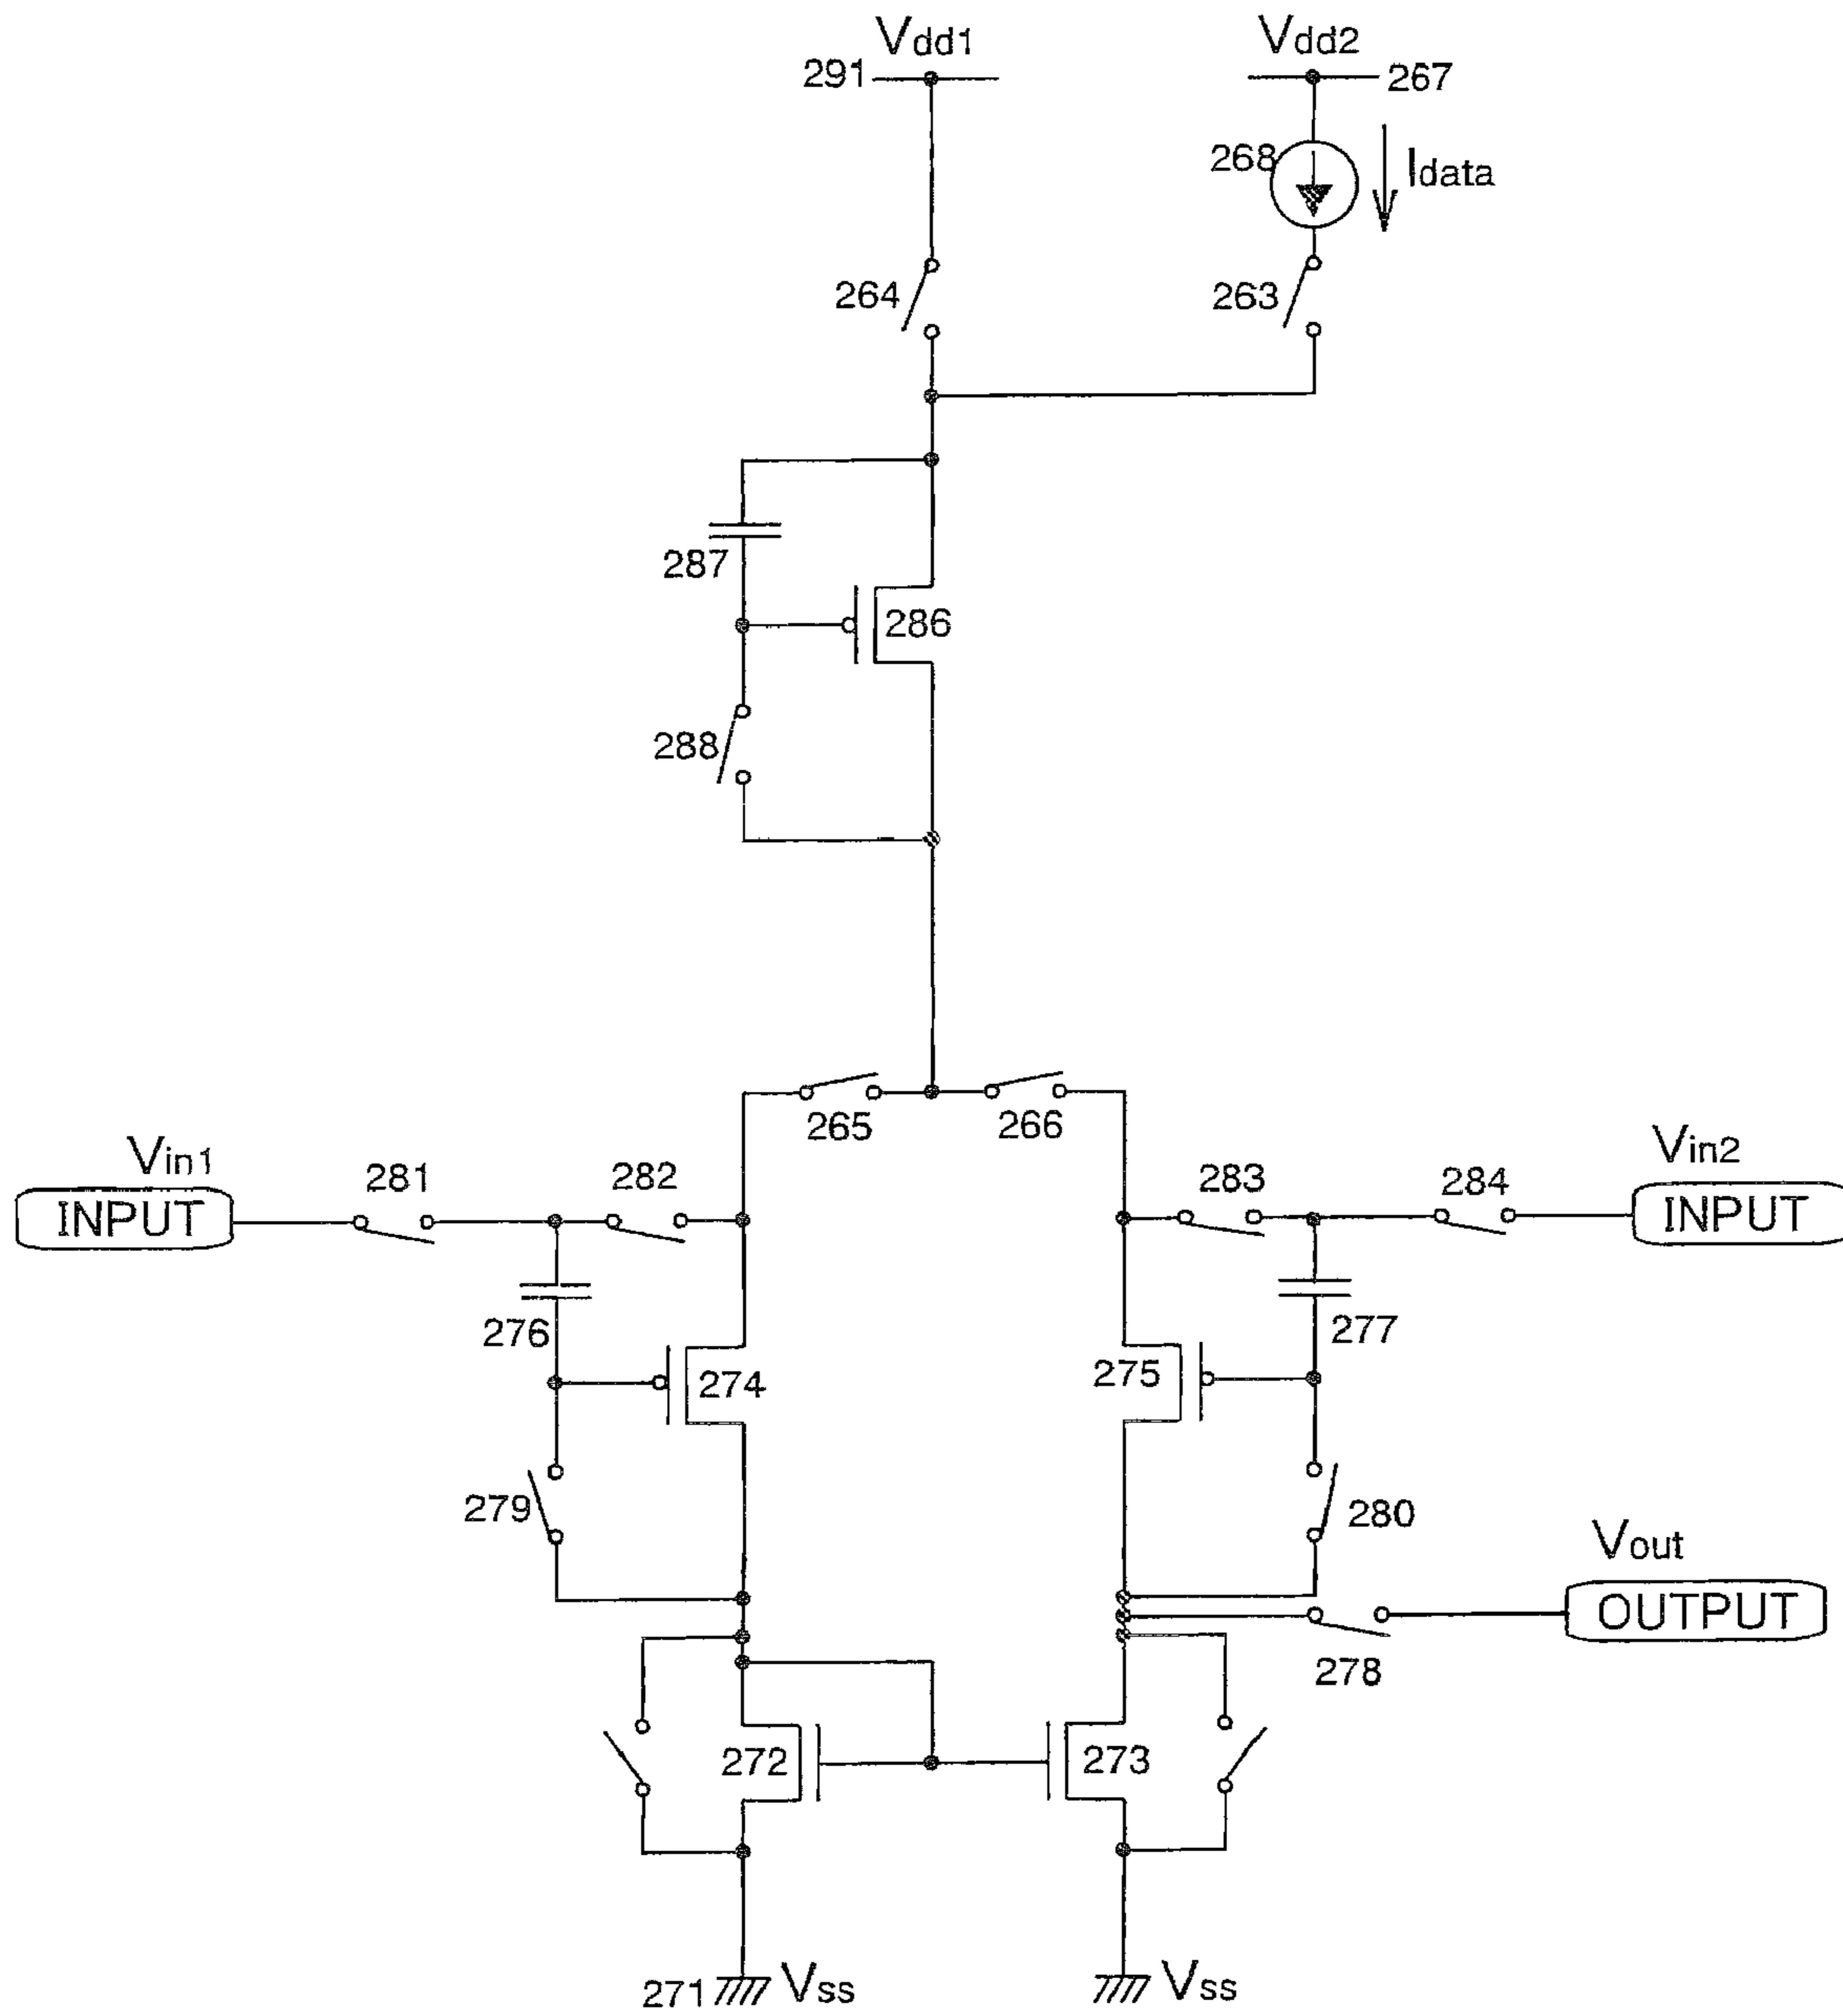 Vdd1 Vdd2
291 267
268 Idata
264 263
287
286
288
265 266
Vin1 281 282 283 284 Vin2
INPUT INPUT
276 277
274 275
279 280
Vout
OUTPUT
278
272 273
271 Vss Vss